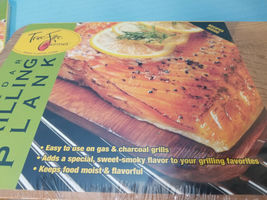 CEDAR
GRILLING
PLANK
• Easy to use on gas & charcoal grills
• Adds a special, sweet-smoky flavor to your grilling favorites
• Keeps food moist & flavorful